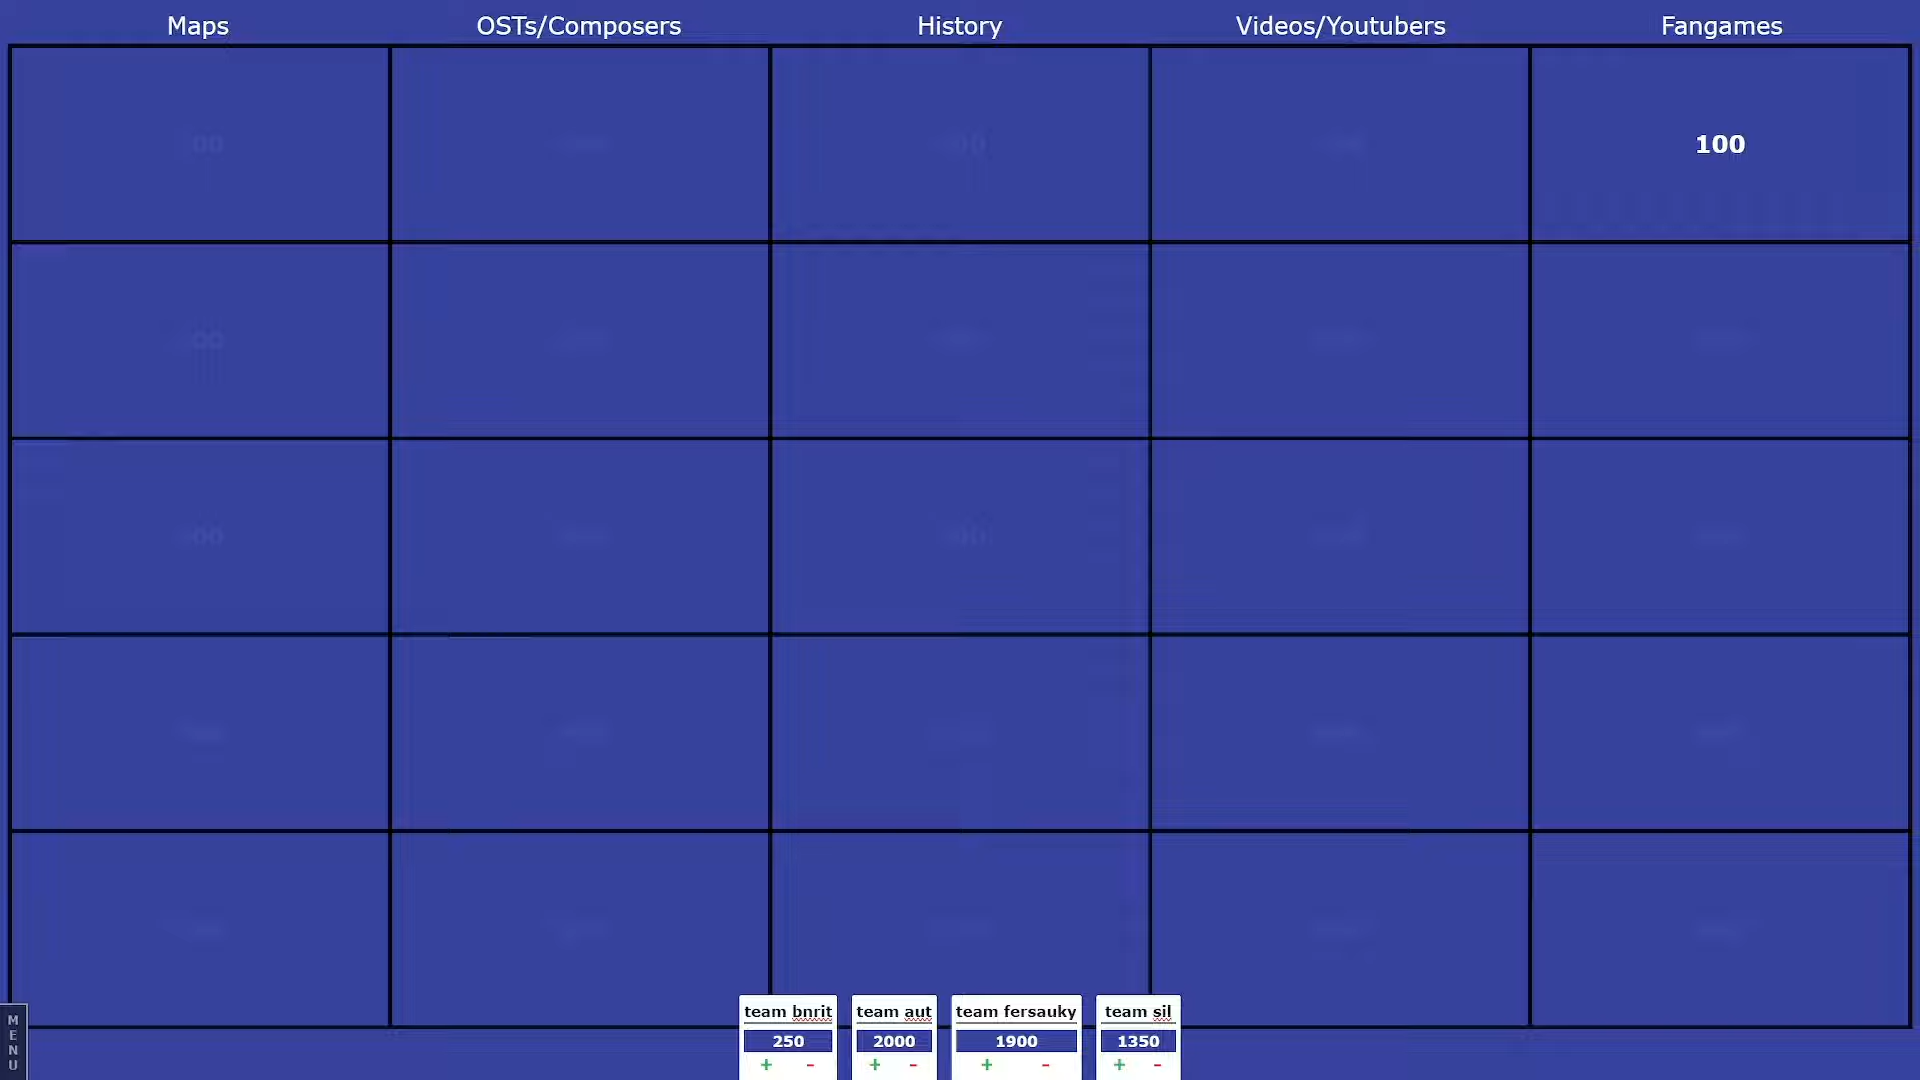 Maps OSTs/Composers History Videos/Youtubers Fangames
100
team bnrit team aut team fersauky team sil
250 2000 1900 1350
+ - + - + - + -
MENU